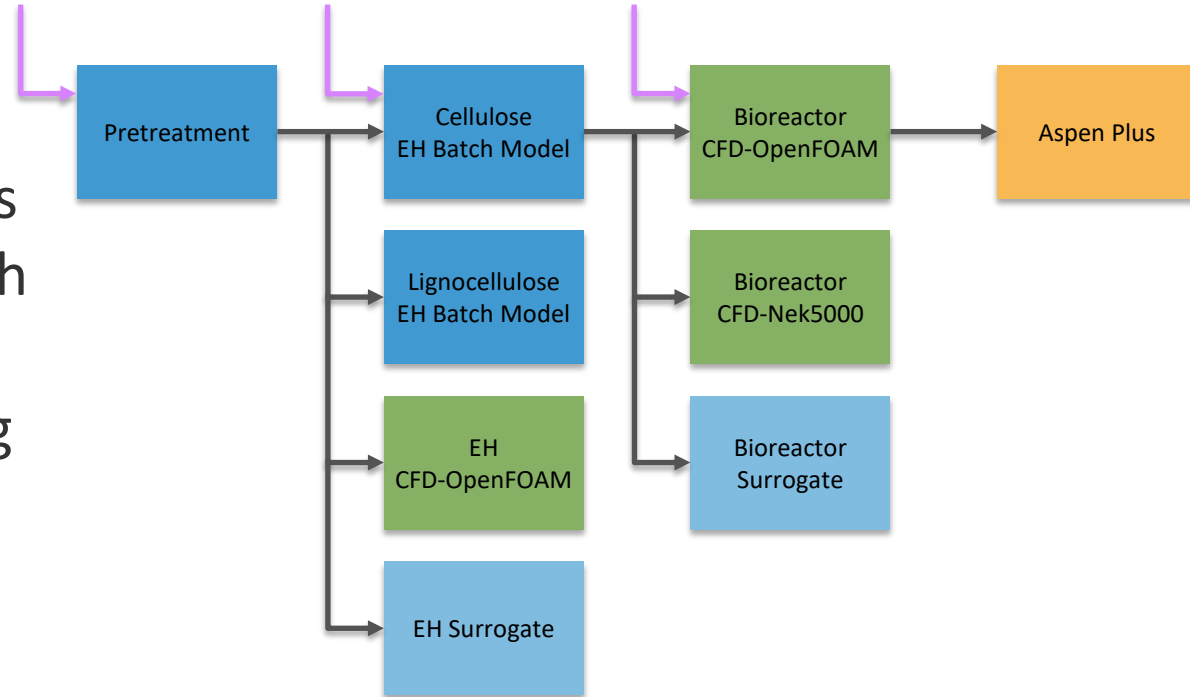 Pretreatment
Cellulose
EH Batch Model
Bioreactor
CFD-OpenFOAM
Aspen Plus
s
h
Lignocellulose
EH Batch Model
Bioreactor
CFD-Nek5000
g
EH
CFD-OpenFOAM
Bioreactor
Surrogate
EH Surrogate